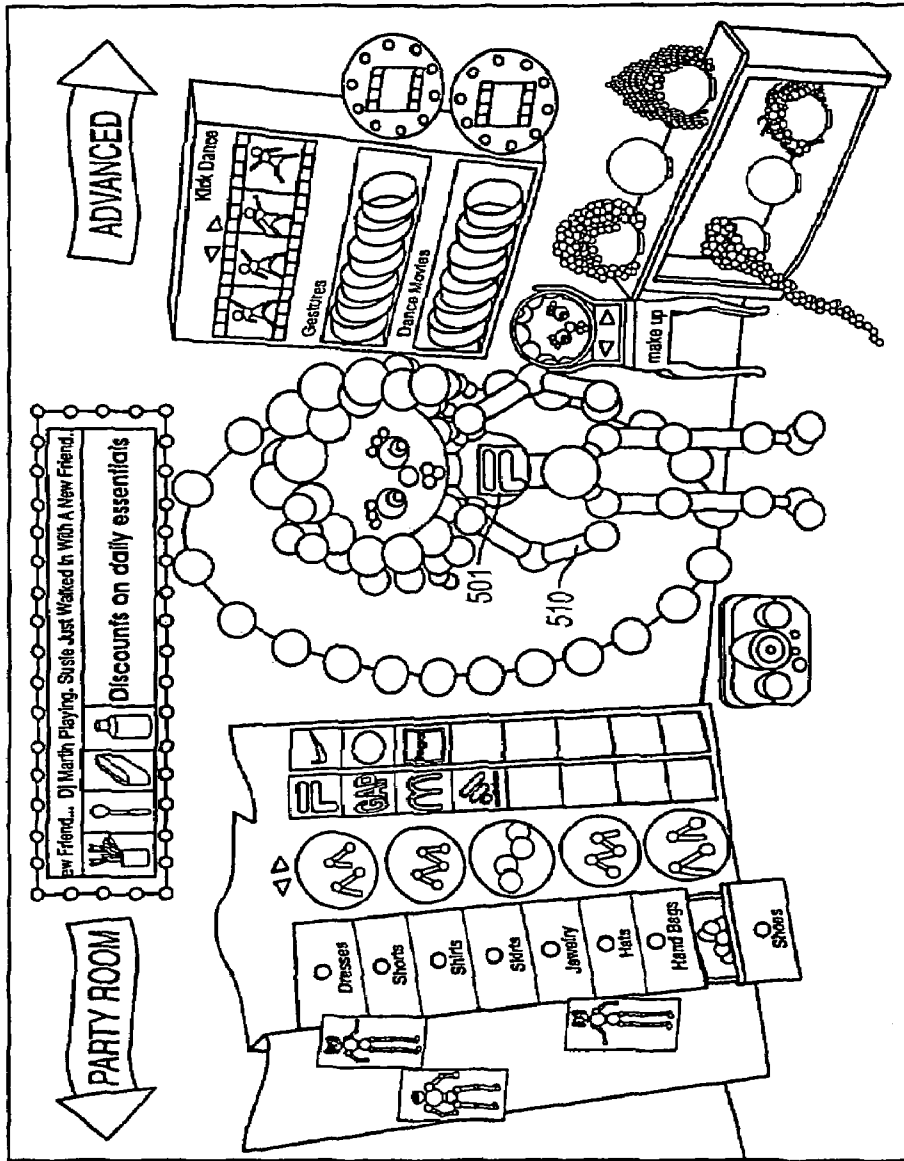 PARTY ROOM
ew Friend... DJ Martin Playing. Susie Just Walked In With A New Friend..
Discounts on daily essentials
ADVANCED
Dresses
Shorts
Shirts
Skirts
Jewelry
Hats
Hand Bags
Shoes
GAP
501
510
Kick Dance
Gestures
Dance Movies
make up